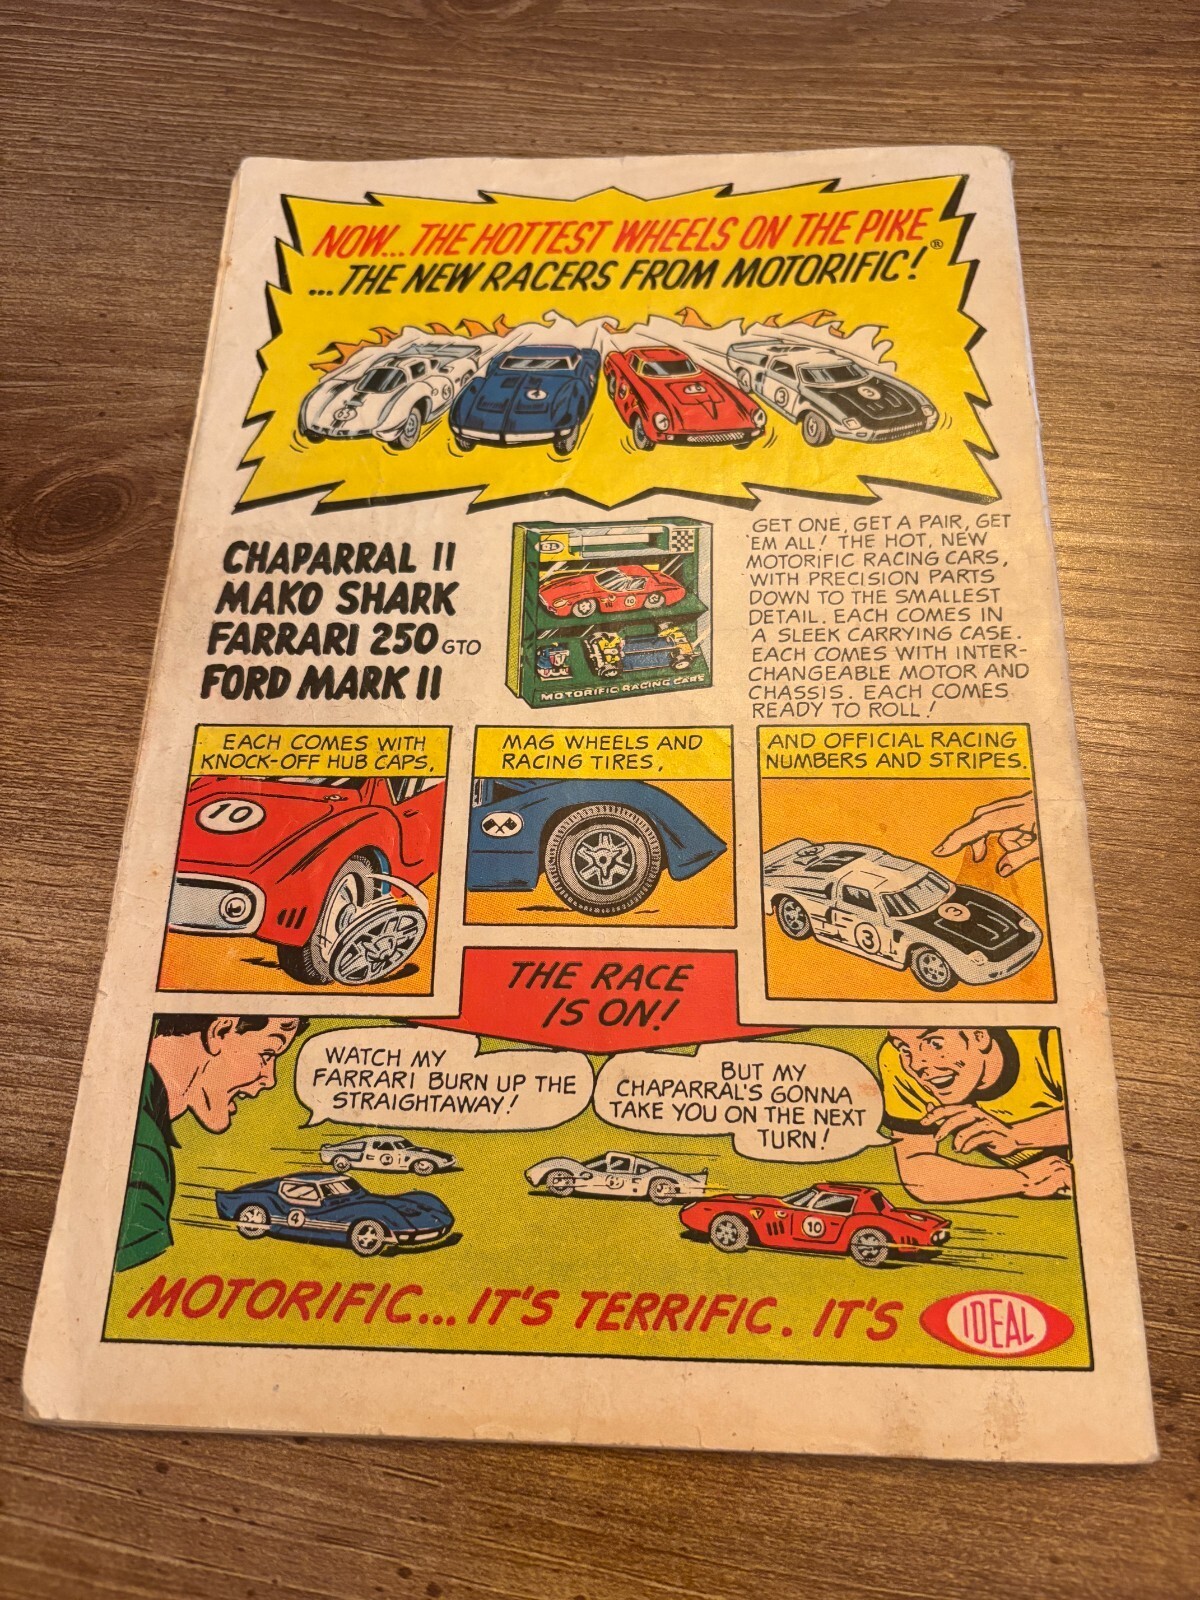 NOW... THE HOTTEST WHEELS ON THE PIKE
...THE NEW RACERS FROM MOTORIFIC!®
CHAPARRAL II
MAKO SHARK
FARRARI 250 GTO
FORD MARK II
MOTORIFIC RACING CARS
GET ONE, GET A PAIR, GET
'EM ALL! THE HOT, NEW
MOTORIFIC RACING CARS,
WITH PRECISION PARTS
DOWN TO THE SMALLEST
DETAIL. EACH COMES IN
A SLEEK CARRYING CASE.
EACH COMES WITH INTER-
CHANGEABLE MOTOR AND
CHASSIS. EACH COMES
READY TO ROLL!
EACH COMES WITH
KNOCK-OFF HUB CAPS,
10
MAG WHEELS AND
RACING TIRES,
AND OFFICIAL RACING
NUMBERS AND STRIPES.
3
THE RACE
IS ON!
WATCH MY
FARRARI BURN UP THE
STRAIGHTAWAY!
BUT MY
CHAPARRAL'S GONNA
TAKE YOU ON THE NEXT
TURN!
4
10
MOTORIFIC... IT'S TERRIFIC. IT'S IDEAL